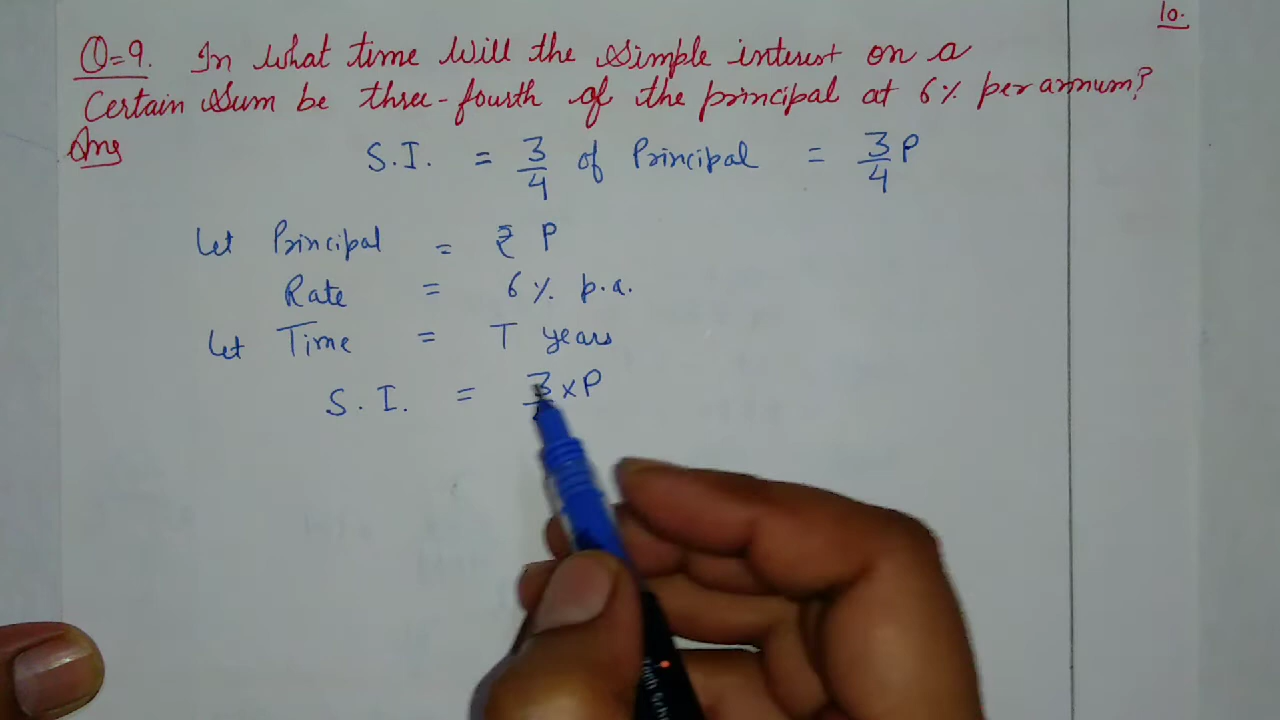 10.
Q=9. In what time will the simple interest on a
Certain Sum be three-fourth of the principal at 6% per annum?
Ans
S.I. = 3/4 of Principal = 3/4 P
Let Principal = ₹ P
Rate = 6% p.a.
Let Time = T years
S.I. = 3/ × P